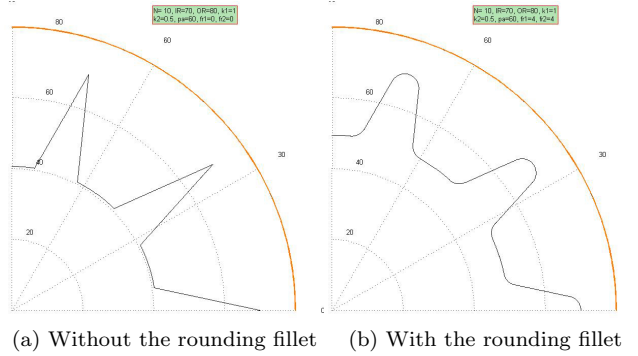 N= 10, IR=70, OR=80, k1=1
k2=0.5, pa=60, fr1=0, fr2=0
80
60
60
30
40
20
N= 10, IR=70, OR=80, k1=1
k2=0.5, pa=60, fr1=4, fr2=4
80
60
60
30
40
20
(a) Without the rounding fillet
(b) With the rounding fillet